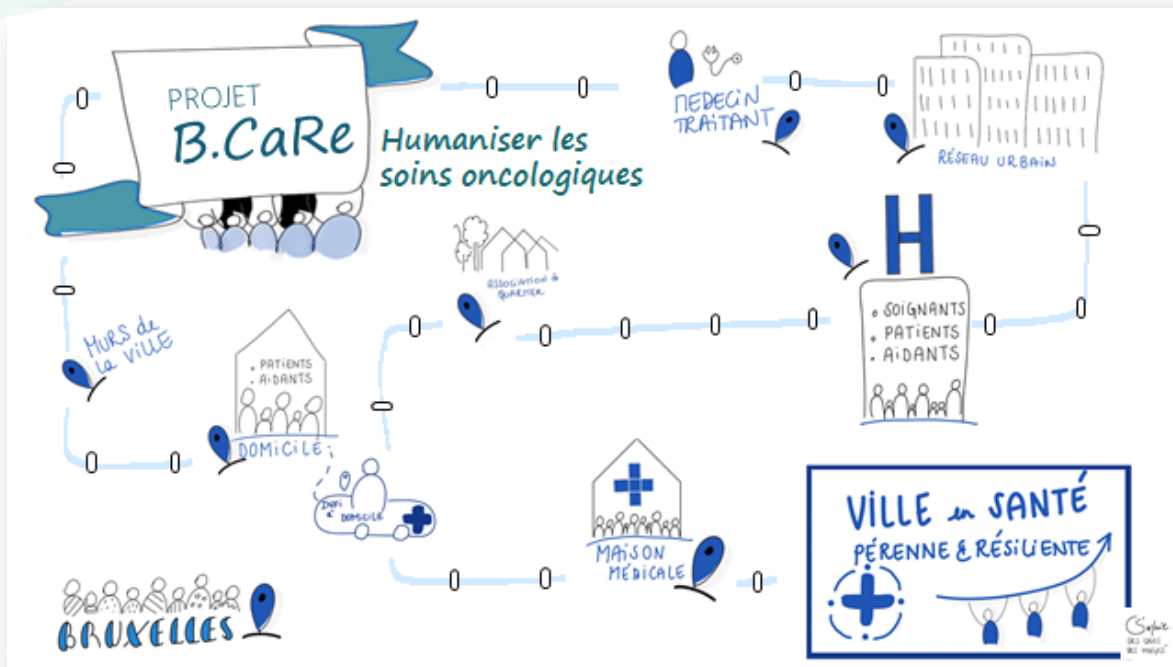 PROJET
B.CaRe
Humaniser les
soins oncologiques
MEDECIN
TRAITANT
RÉSEAU URBAIN
ASSOCIATION de
QUARTIER
H
• SOIGNANTS
• PATIENTS
• AIDANTS
MURS de
la ViLLE
• PATIENTS
• AIDANTS
DOMICILE
DOMICILE
MAISON
MÉDICALE
VILLE en SANTÉ
PÉRENNE & RÉSILIENTE
BRUXELLES